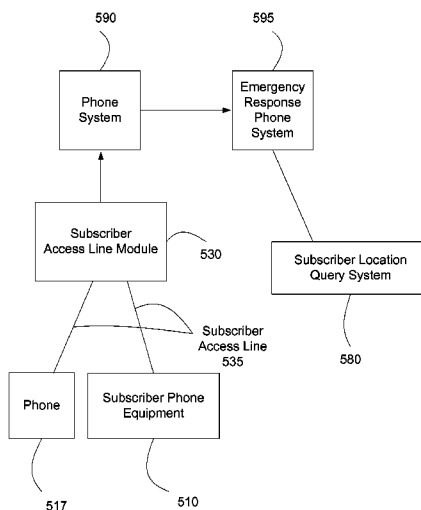 590
595
Phone
System
Emergency
Response
Phone
System
Subscriber
Access Line Module
530
Subscriber Location
Query System
580
Subscriber
Access Line
535
Phone
Subscriber Phone
Equipment
517
510